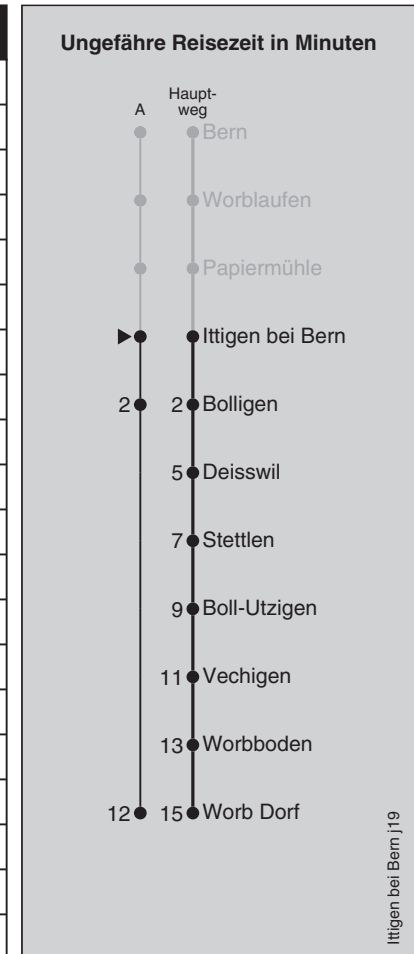 Ungefähre Reisezeit in Minuten
A
Haupt-
weg
Bern
Worblaufen
Papiermühle
Ittigen bei Bern
2 2 Bolligen
5 Deisswil
7 Stettlen
9 Boll-Utzigen
11 Vechigen
13 Worbboden
12 15 Worb Dorf
Ittigen bei Bern j19